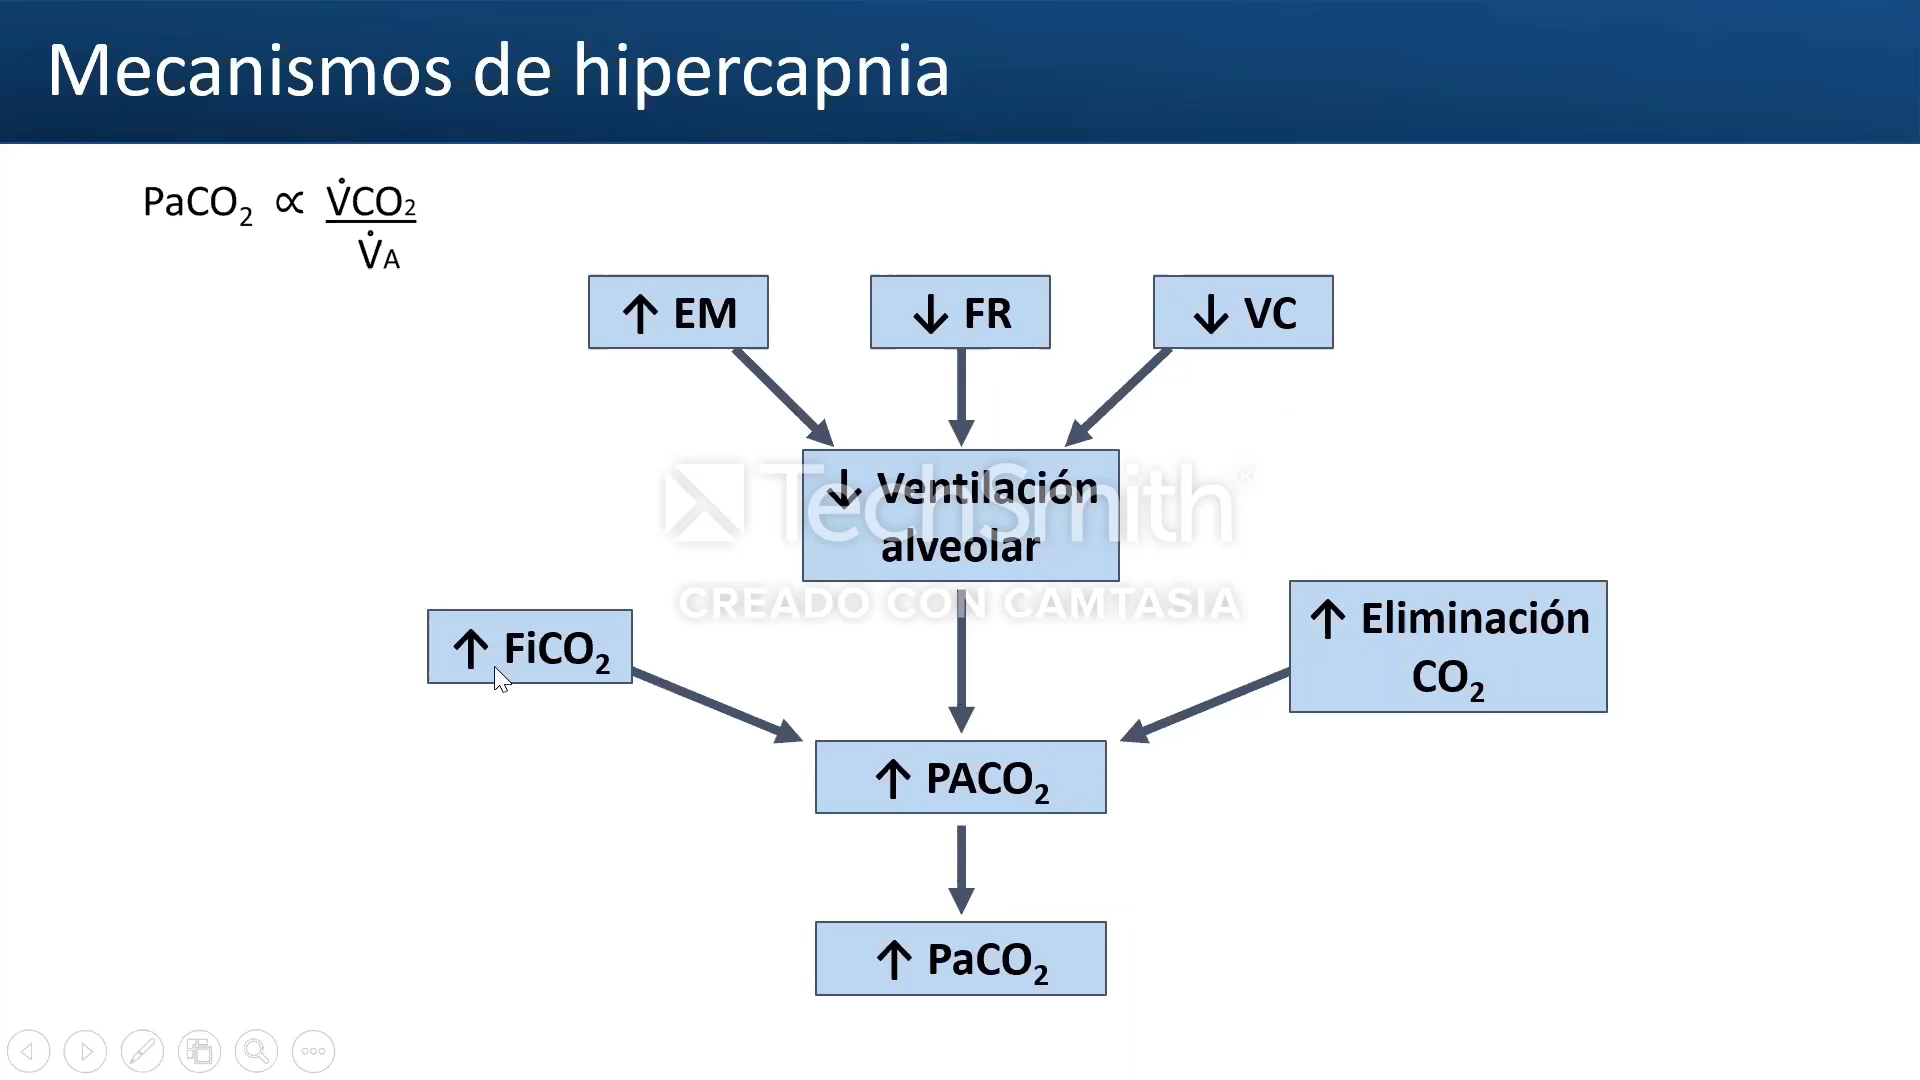 Mecanismos de hipercapnia
PaCO₂ ∝ V̇CO₂
V̇A
↑ EM
↓ FR
↓ VC
↓ Ventilación
alveolar
TechSmith®
CREADO CON CAMTASIA
↑ FiCO₂
↑ Eliminación
CO₂
↑ PACO₂
↑ PaCO₂